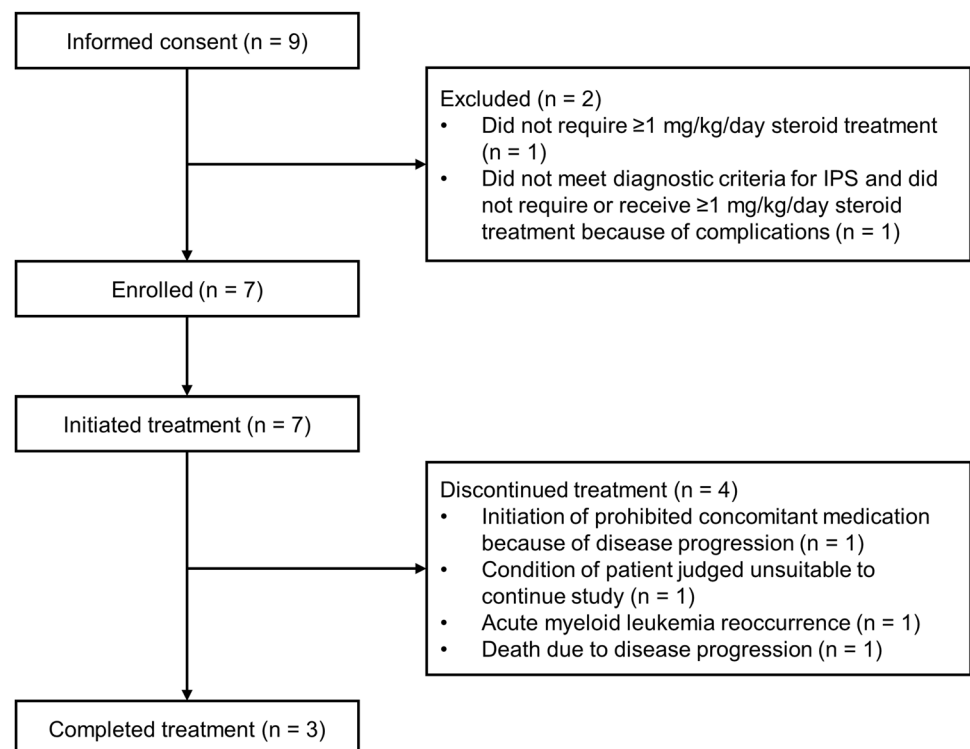 Informed consent (n = 9)
Excluded (n = 2)
• Did not require ≥1 mg/kg/day steroid treatment
(n = 1)
• Did not meet diagnostic criteria for IPS and did
not require or receive ≥1 mg/kg/day steroid
treatment because of complications (n = 1)
Enrolled (n = 7)
Initiated treatment (n = 7)
Discontinued treatment (n = 4)
• Initiation of prohibited concomitant medication
because of disease progression (n = 1)
• Condition of patient judged unsuitable to
continue study (n = 1)
• Acute myeloid leukemia reoccurrence (n = 1)
• Death due to disease progression (n = 1)
Completed treatment (n = 3)